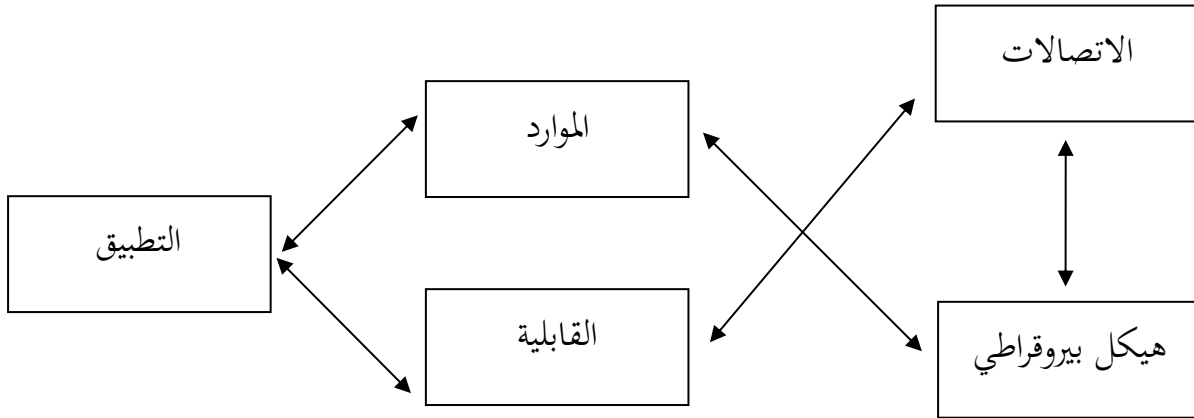 الاتصالات
الموارد
التطبيق
القابلية
هيكل بيروقراطي